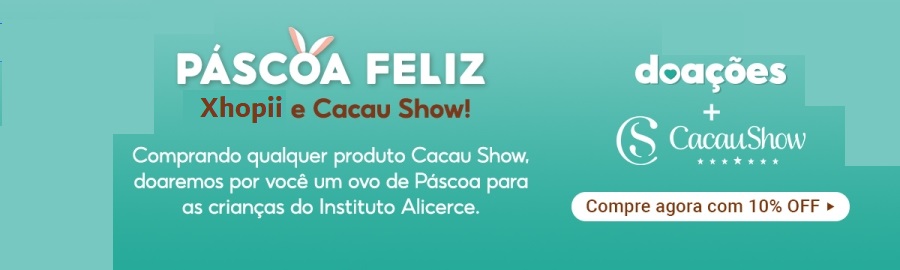 PÁSCOA FELIZ
Xhopii e Cacau Show!
Comprando qualquer produto Cacau Show,
doaremos por você um ovo de Páscoa para
as crianças do Instituto Alicerce.
doações
+
CS CacauShow
Compre agora com 10% OFF ▸